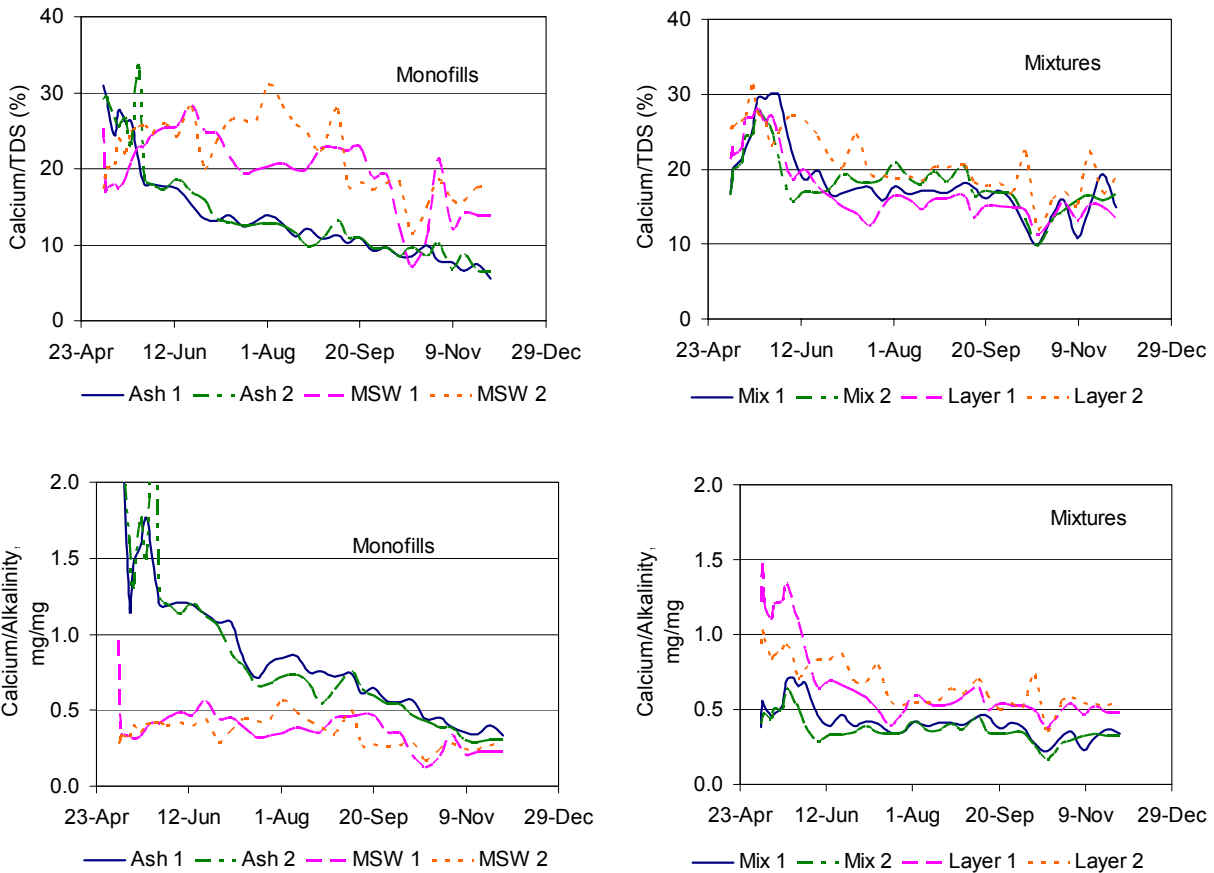 Calcium/TDS (%)
40
30
20
10
0
Monofills
23-Apr 12-Jun 1-Aug 20-Sep 9-Nov 29-Dec
Ash 1 Ash 2 MSW 1 MSW 2
Calcium/TDS (%)
40
30
20
10
0
Mixtures
23-Apr 12-Jun 1-Aug 20-Sep 9-Nov 29-Dec
Mix 1 Mix 2 Layer 1 Layer 2
Calcium/Alkalinity,
mg/mg
2.0
1.5
1.0
0.5
0.0
Monofills
23-Apr 12-Jun 1-Aug 20-Sep 9-Nov 29-Dec
Ash 1 Ash 2 MSW 1 MSW 2
Calcium/Alkalinity,
mg/mg
2.0
1.5
1.0
0.5
0.0
Mixtures
23-Apr 12-Jun 1-Aug 20-Sep 9-Nov 29-Dec
Mix 1 Mix 2 Layer 1 Layer 2